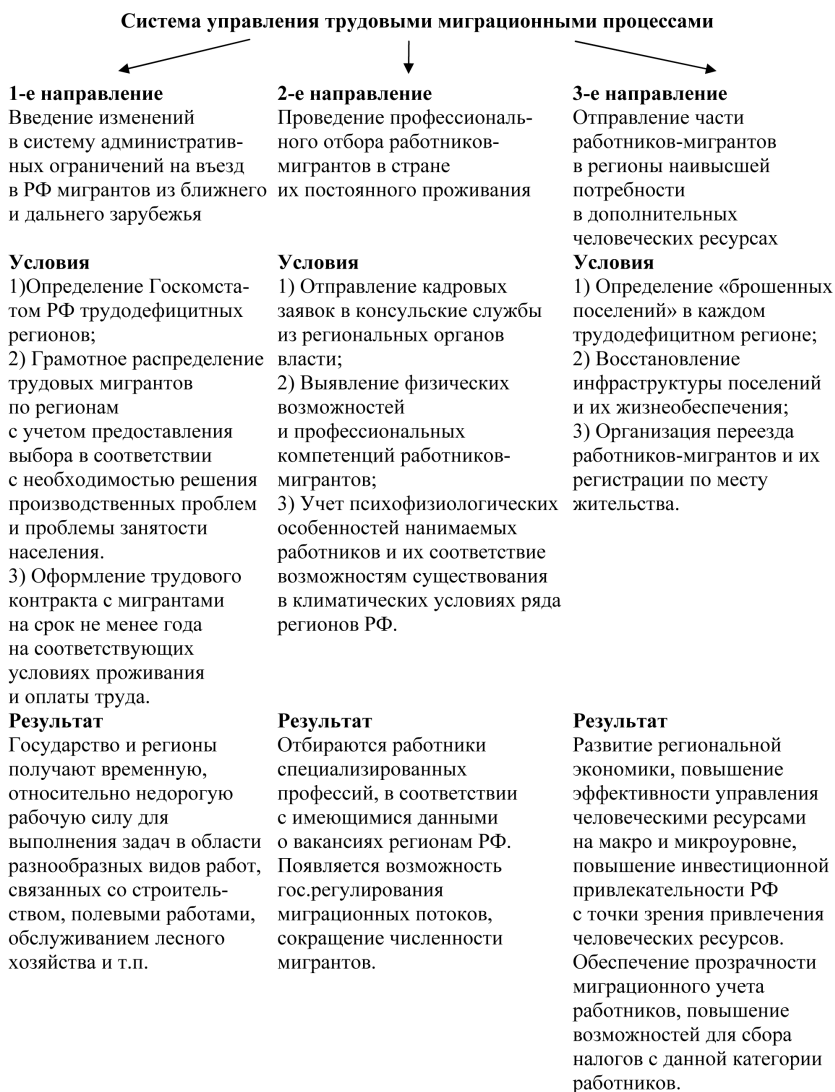 Система управления трудовыми миграционными процессами
1-е направление
Введение изменений
в систему административ-
ных ограничений на въезд
в РФ мигрантов из ближнего
и дальнего зарубежья
Условия
1)Определение Госкомста-
том РФ трудодефицитных
регионов;
2) Грамотное распределение
трудовых мигрантов
по регионам
с учетом предоставления
выбора в соответствии
с необходимостью решения
производственных проблем
и проблемы занятости
населения.
3) Оформление трудового
контракта с мигрантами
на срок не менее года
на соответствующих
условиях проживания
и оплаты труда.
Результат
Государство и регионы
получают временную,
относительно недорогую
рабочую силу для
выполнения задач в области
разнообразных видов работ,
связанных со строитель-
ством, полевыми работами,
обслуживанием лесного
хозяйства и т.п.
2-е направление
Проведение профессиональ-
ного отбора работников-
мигрантов в стране
их постоянного проживания
Условия
1) Отправление кадровых
заявок в консульские службы
из региональных органов
власти;
2) Выявление физических
возможностей
и профессиональных
компетенций работников-
мигрантов;
3) Учет психофизиологических
особенностей нанимаемых
работников и их соответствие
возможностям существования
в климатических условиях ряда
регионов РФ.
Результат
Отбираются работники
специализированных
профессий, в соответствии
с имеющимися данными
о вакансиях регионам РФ.
Появляется возможность
гос.регулирования
миграционных потоков,
сокращение численности
мигрантов.
3-е направление
Отправление части
работников-мигрантов
в регионы наивысшей
потребности
в дополнительных
человеческих ресурсах
Условия
1) Определение «брошенных
поселений» в каждом
трудодефицитном регионе;
2) Восстановление
инфраструктуры поселений
и их жизнеобеспечения;
3) Организация переезда
работников-мигрантов и их
регистрации по месту
жительства.
Результат
Развитие региональной
экономики, повышение
эффективности управления
человеческими ресурсами
на макро и микроуровне,
повышение инвестиционной
привлекательности РФ
с точки зрения привлечения
человеческих ресурсов.
Обеспечение прозрачности
миграционного учета
работников, повышение
возможностей для сбора
налогов с данной категории
работников.